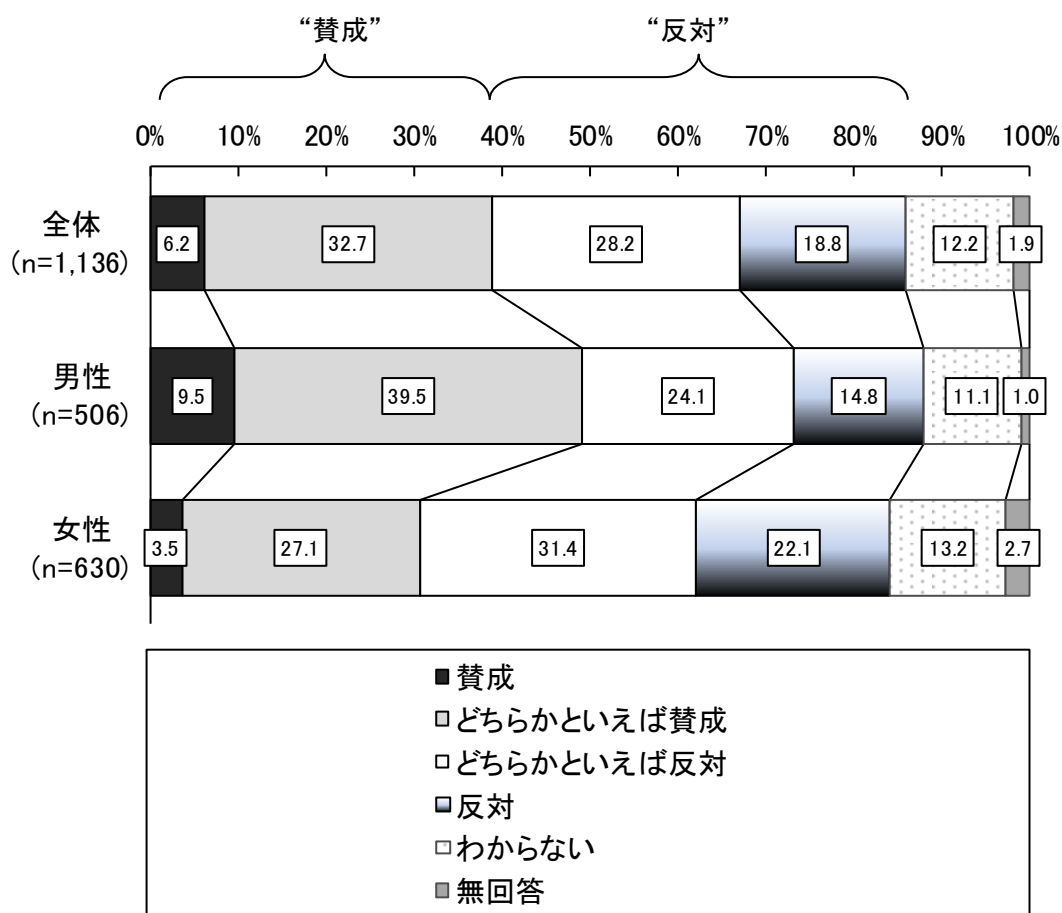 “賛成” “反対”
0% 10% 20% 30% 40% 50% 60% 70% 80% 90% 100%
全体
(n=1,136)
6.2 32.7 28.2 18.8 12.2 1.9
男性
(n=506)
9.5 39.5 24.1 14.8 11.1 1.0
女性
(n=630)
3.5 27.1 31.4 22.1 13.2 2.7
賛成
どちらかといえば賛成
どちらかといえば反対
反対
わからない
無回答